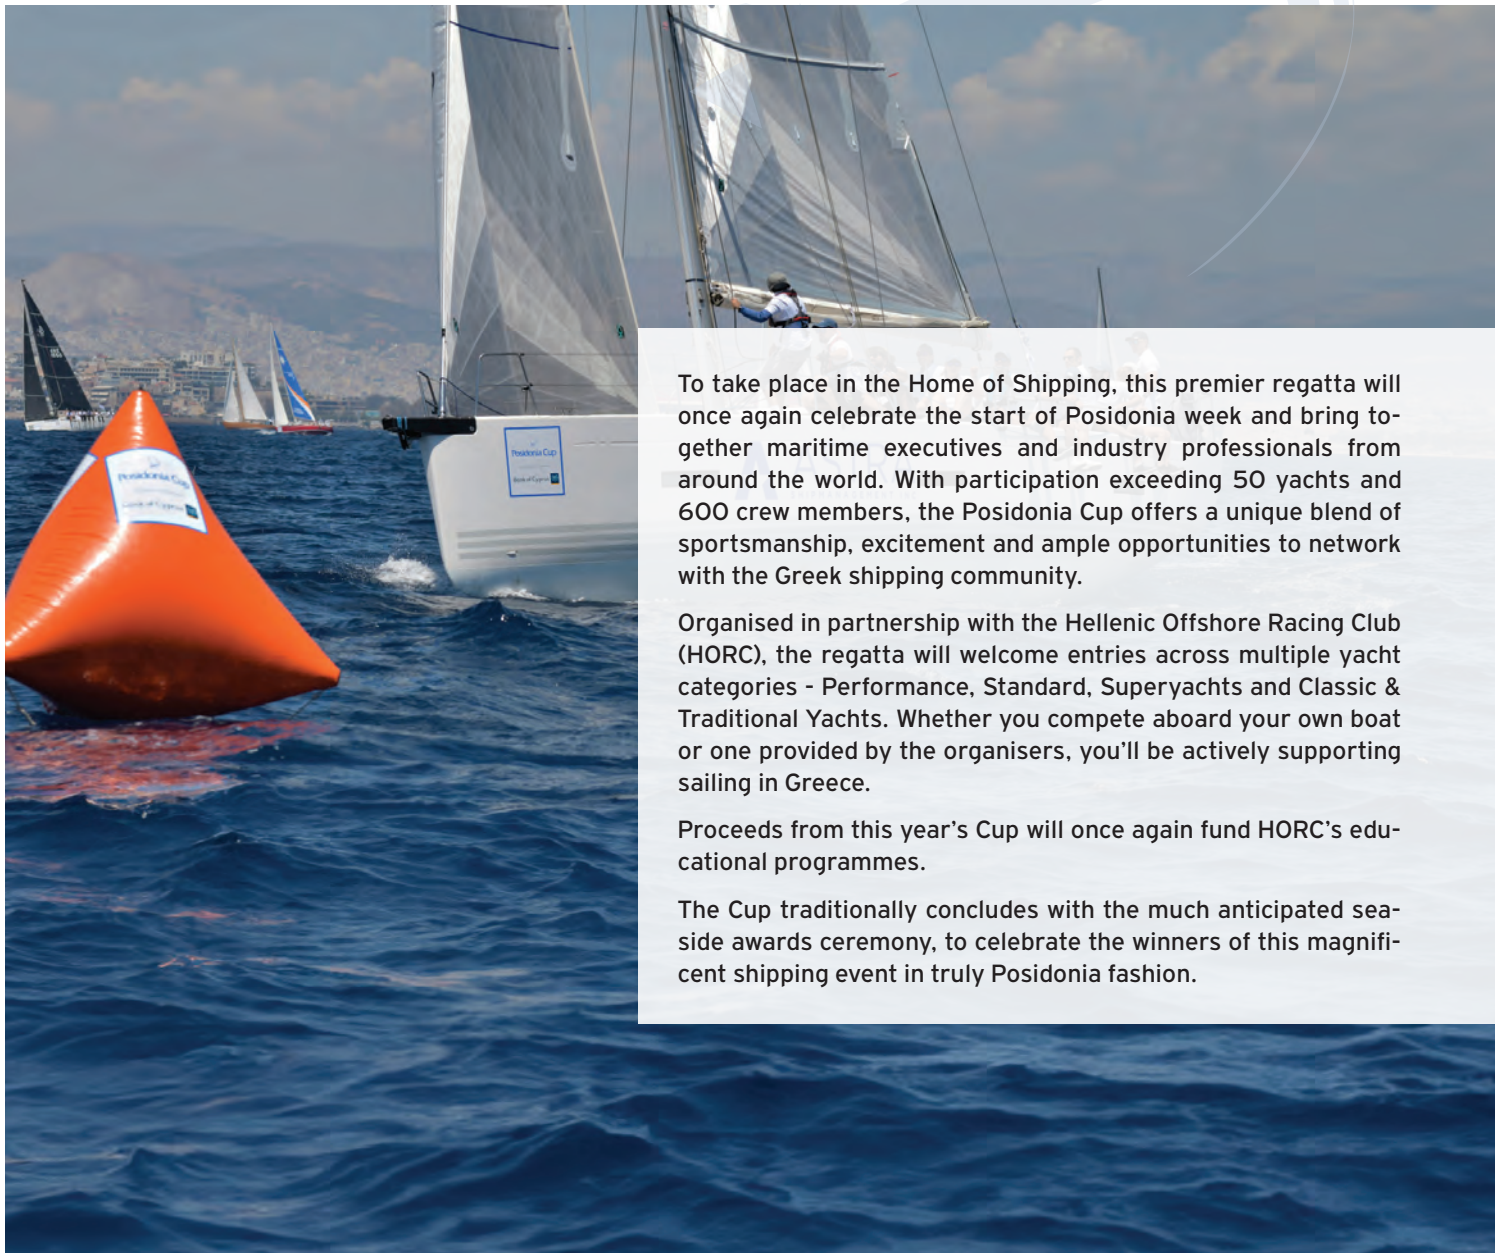 Posidonia Cup
Bank of Cyprus
Posidonia Cup
Bank of Cyprus
To take place in the Home of Shipping, this premier regatta will
once again celebrate the start of Posidonia week and bring to-
gether maritime executives and industry professionals from
around the world. With participation exceeding 50 yachts and
600 crew members, the Posidonia Cup offers a unique blend of
sportsmanship, excitement and ample opportunities to network
with the Greek shipping community.
Organised in partnership with the Hellenic Offshore Racing Club
(HORC), the regatta will welcome entries across multiple yacht
categories - Performance, Standard, Superyachts and Classic &
Traditional Yachts. Whether you compete aboard your own boat
or one provided by the organisers, you'll be actively supporting
sailing in Greece.
Proceeds from this year's Cup will once again fund HORC's edu-
cational programmes.
The Cup traditionally concludes with the much anticipated sea-
side awards ceremony, to celebrate the winners of this magnifi-
cent shipping event in truly Posidonia fashion.